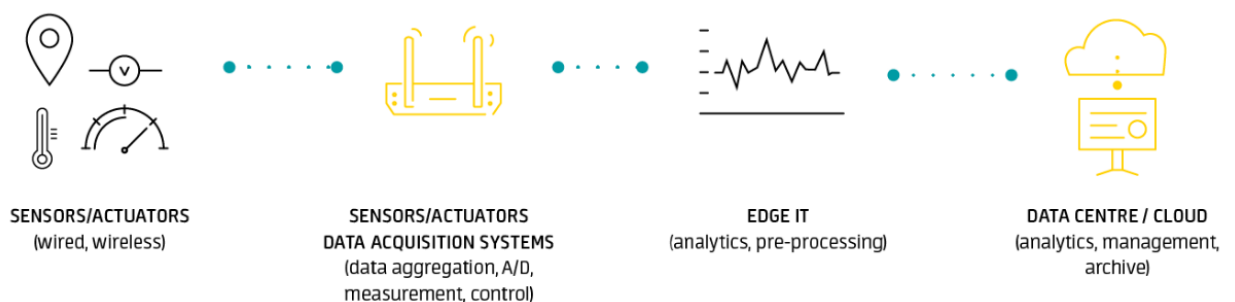 V
SENSORS/ACTUATORS
(wired, wireless)
SENSORS/ACTUATORS
DATA ACQUISITION SYSTEMS
(data aggregation, A/D,
measurement, control)
EDGE IT
(analytics, pre-processing)
DATA CENTRE / CLOUD
(analytics, management,
archive)